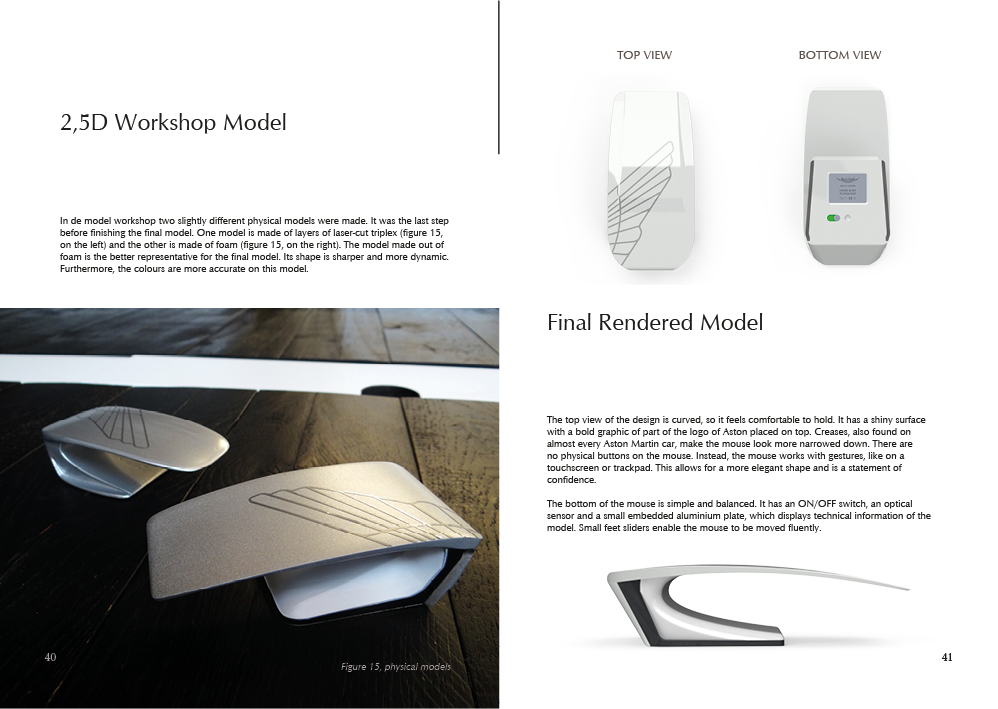 2,5D Workshop Model
In de model workshop two slightly different physical models were made. It was the last step
before finishing the final model. One model is made of layers of laser-cut triplex (figure 15,
on the left) and the other is made of foam (figure 15, on the right). The model made out of
foam is the better representative for the final model. Its shape is sharper and more dynamic.
Furthermore, the colours are more accurate on this model.
40
Figure 15, physical models
TOP VIEW
BOTTOM VIEW
Final Rendered Model
The top view of the design is curved, so it feels comfortable to hold. It has a shiny surface
with a bold graphic of part of the logo of Aston placed on top. Creases, also found on
almost every Aston Martin car, make the mouse look more narrowed down. There are
no physical buttons on the mouse. Instead, the mouse works with gestures, like on a
touchscreen or trackpad. This allows for a more elegant shape and is a statement of
confidence.
The bottom of the mouse is simple and balanced. It has an ON/OFF switch, an optical
sensor and a small embedded aluminium plate, which displays technical information of the
model. Small feet sliders enable the mouse to be moved fluently.
41